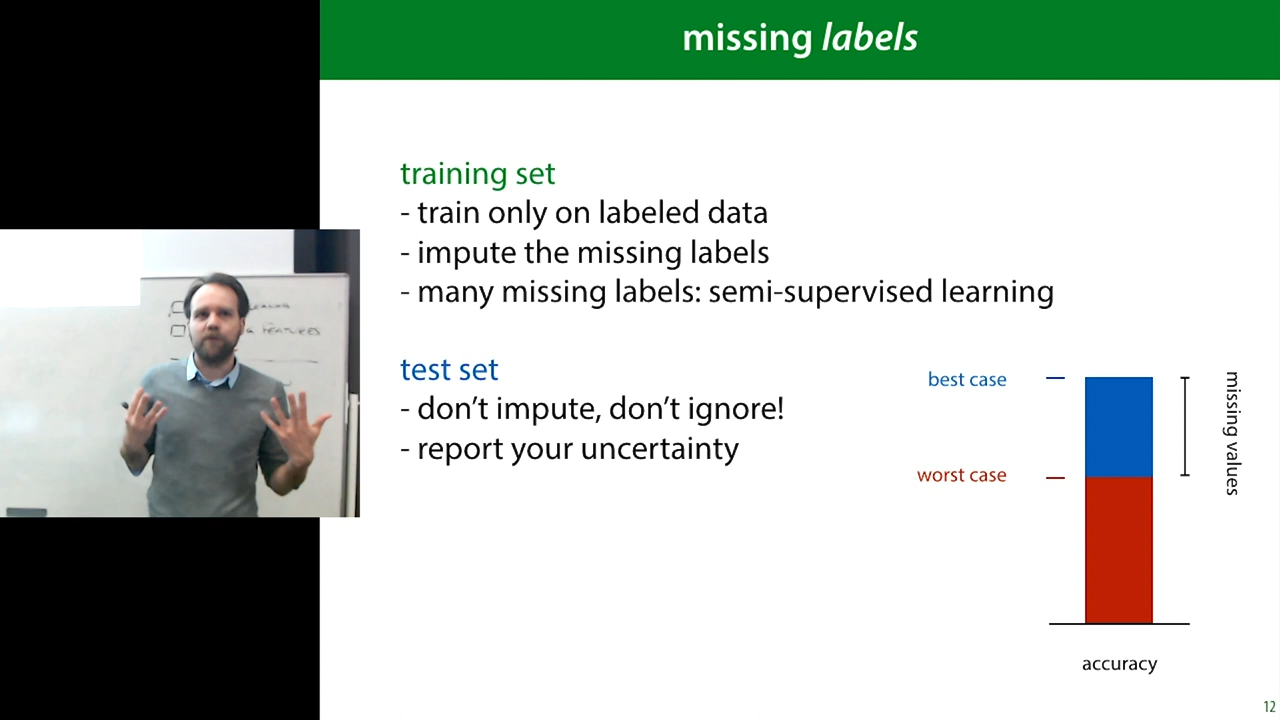 missing labels
training set
- train only on labeled data
- impute the missing labels
- many missing labels: semi-supervised learning
test set
- don't impute, don't ignore!
- report your uncertainty
best case
worst case
missing values
accuracy
12
FEATURES